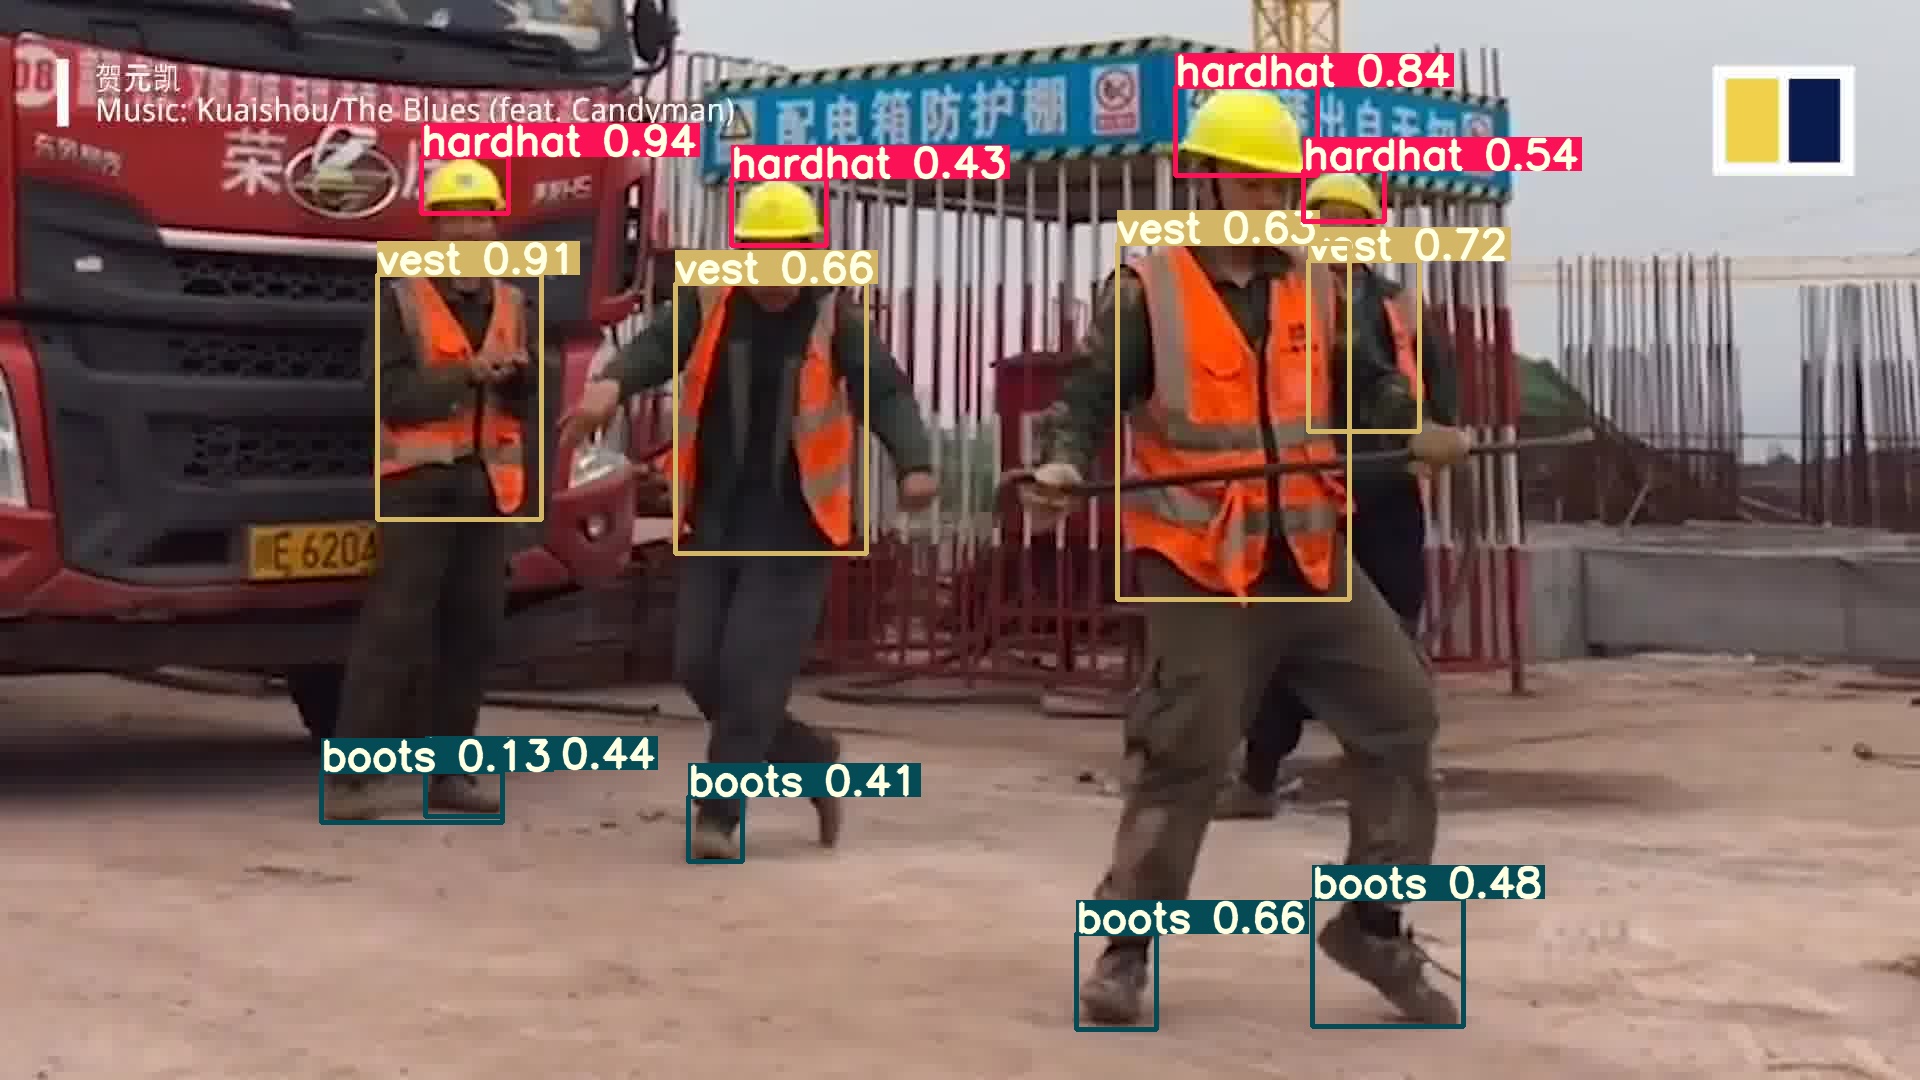 贺元凯
Music: Kuaishou/The Blues (feat. Candyman)
hardhat 0.84
配电箱防护棚
hardhat 0.94
hardhat 0.43
hardhat 0.54
荣
vest 0.63
vest 0.72
vest 0.91
vest 0.66
E·6204
boots 0.13
0.44
boots 0.41
boots 0.48
boots 0.66